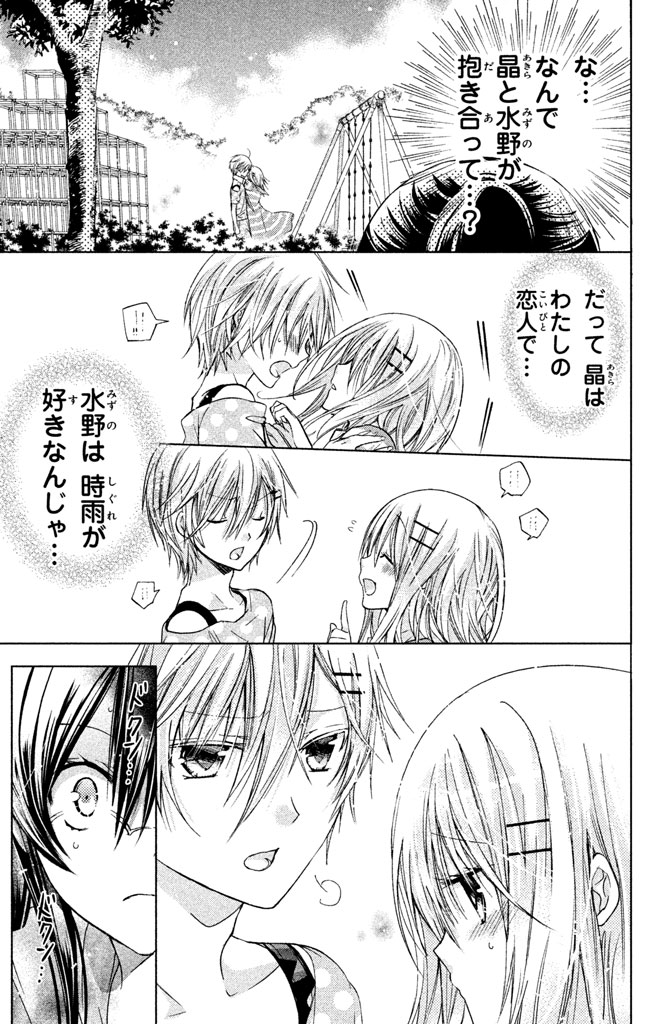 な…
なんで
晶と水野が
抱き合って…?
だって 晶は
わたしの
恋人で…
水野は 時雨が
好きなんじゃ…
ドクン…
ドクン…